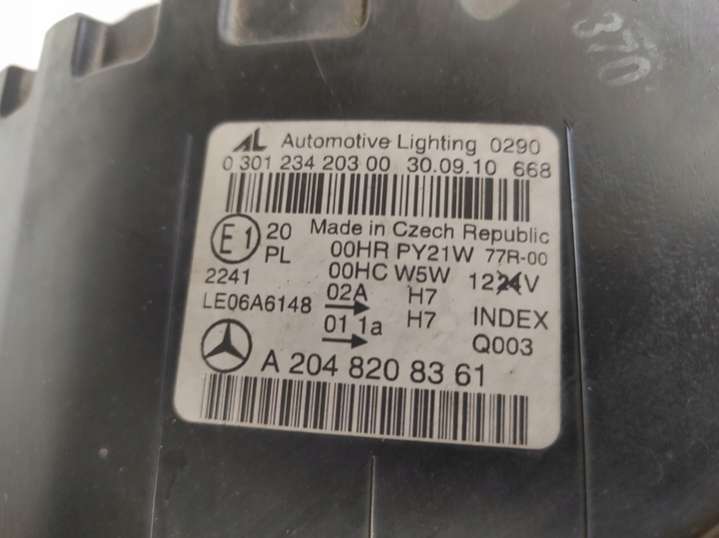 370
AL Automotive Lighting 0290
0 301 234 203 00 30.09.10 668
Made in Czech Republic
E1 20 00HR PY21W 77R-00
PL 00HC W5W 1224V
2241 02A H7
LE06A6148 01 1a H7 INDEX
Q003
A 204 820 83 61